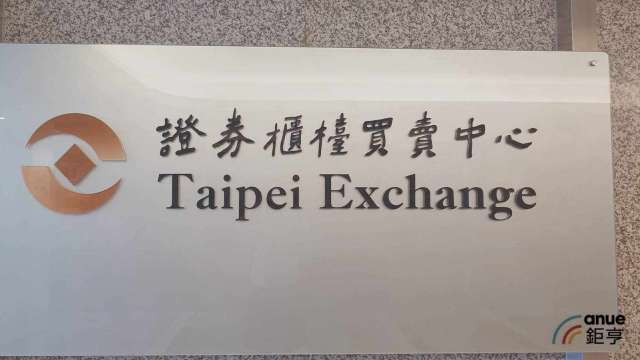 證券櫃檯買賣中心
Taipei Exchange
anue
鉅亨